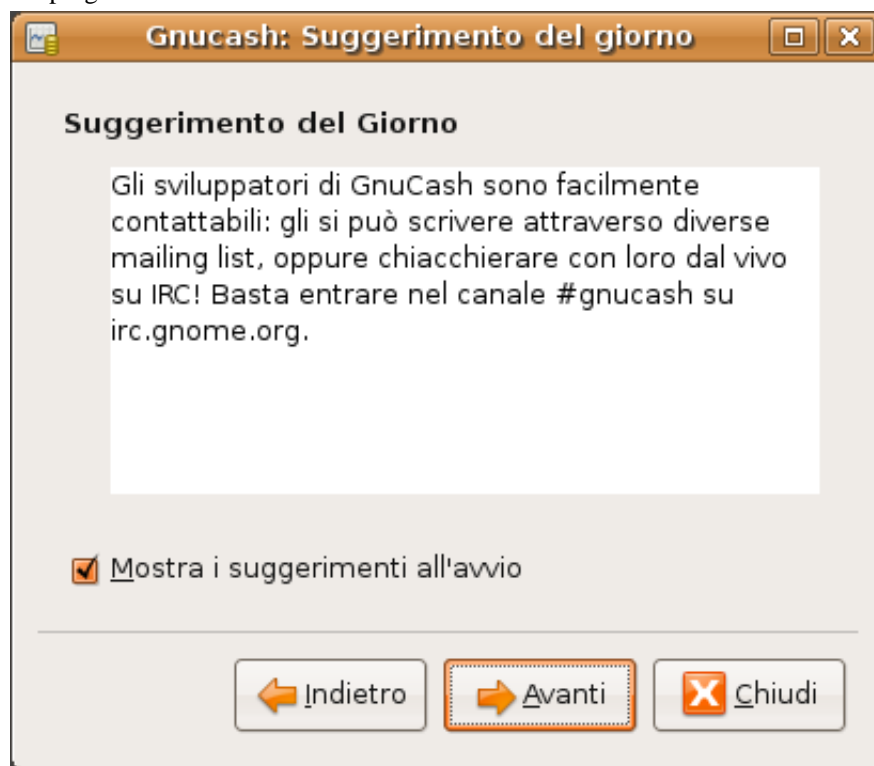 Gnucash: Suggerimento del giorno
Suggerimento del Giorno
Gli sviluppatori di GnuCash sono facilmente
contattabili: gli si può scrivere attraverso diverse
mailing list, oppure chiacchierare con loro dal vivo
su IRC! Basta entrare nel canale #gnucash su
irc.gnome.org.
Mostra i suggerimenti all'avvio
Indietro
Avanti
Chiudi